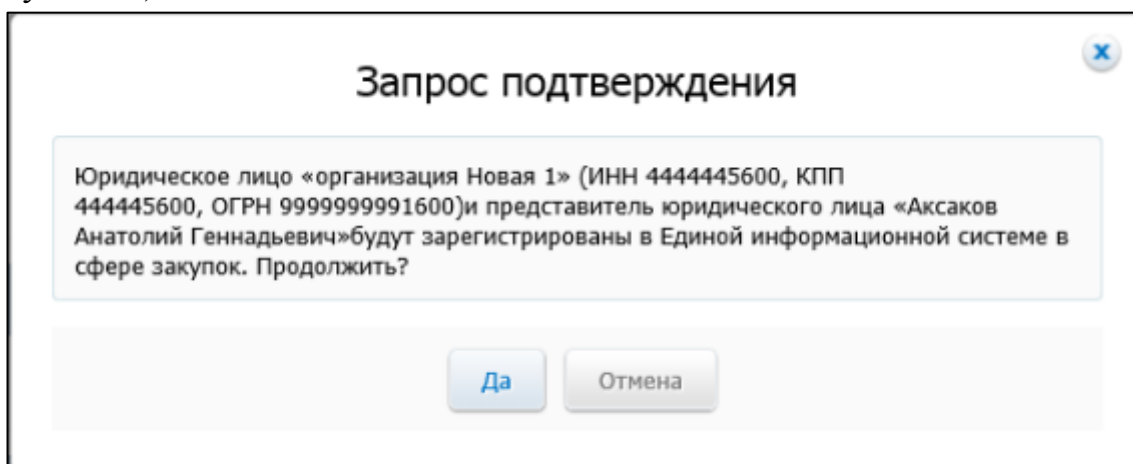 Запрос подтверждения
Юридическое лицо «организация Новая 1» (ИНН 4444445600, КПП
444445600, ОГРН 9999999991600)и представитель юридического лица «Аксаков
Анатолий Геннадьевич»будут зарегистрированы в Единой информационной системе в
сфере закупок. Продолжить?
Да
Отмена